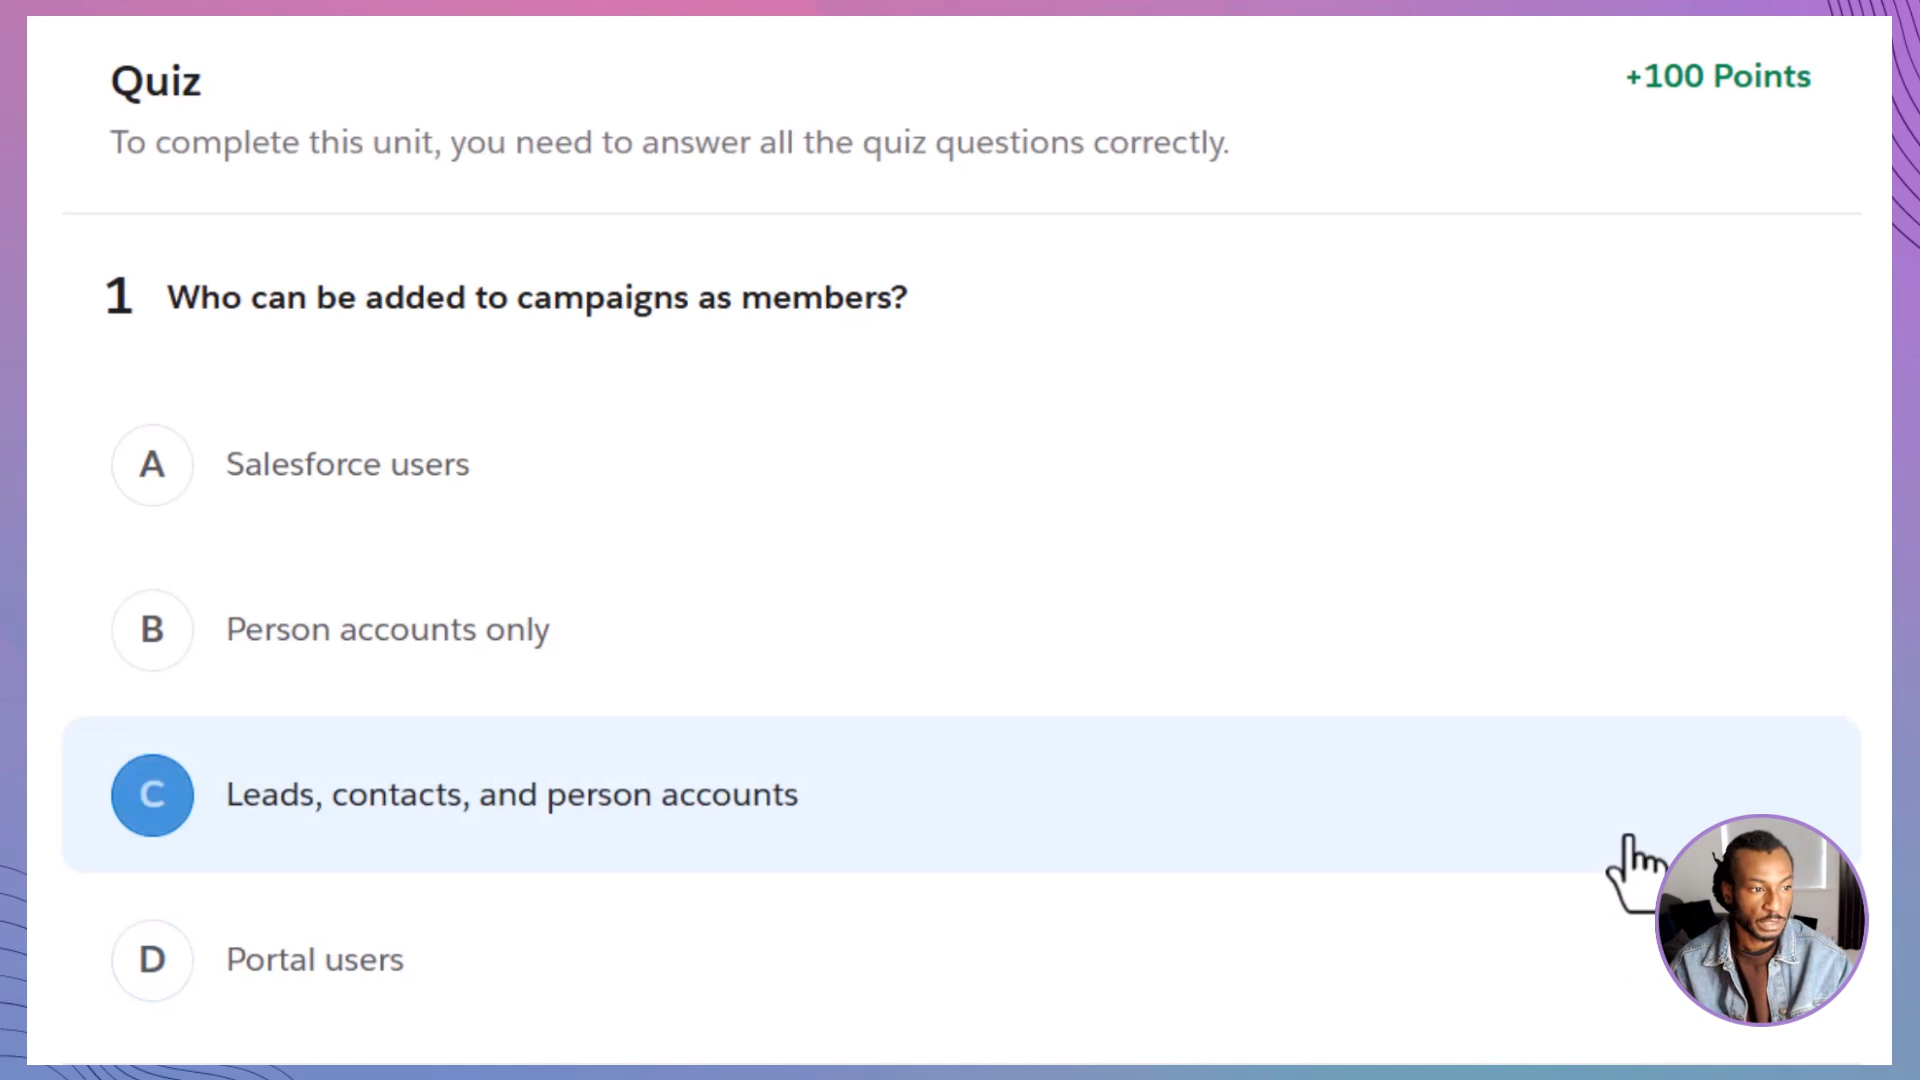 Quiz
+100 Points
To complete this unit, you need to answer all the quiz questions correctly.
1 Who can be added to campaigns as members?
A Salesforce users
B Person accounts only
C Leads, contacts, and person accounts
D Portal users